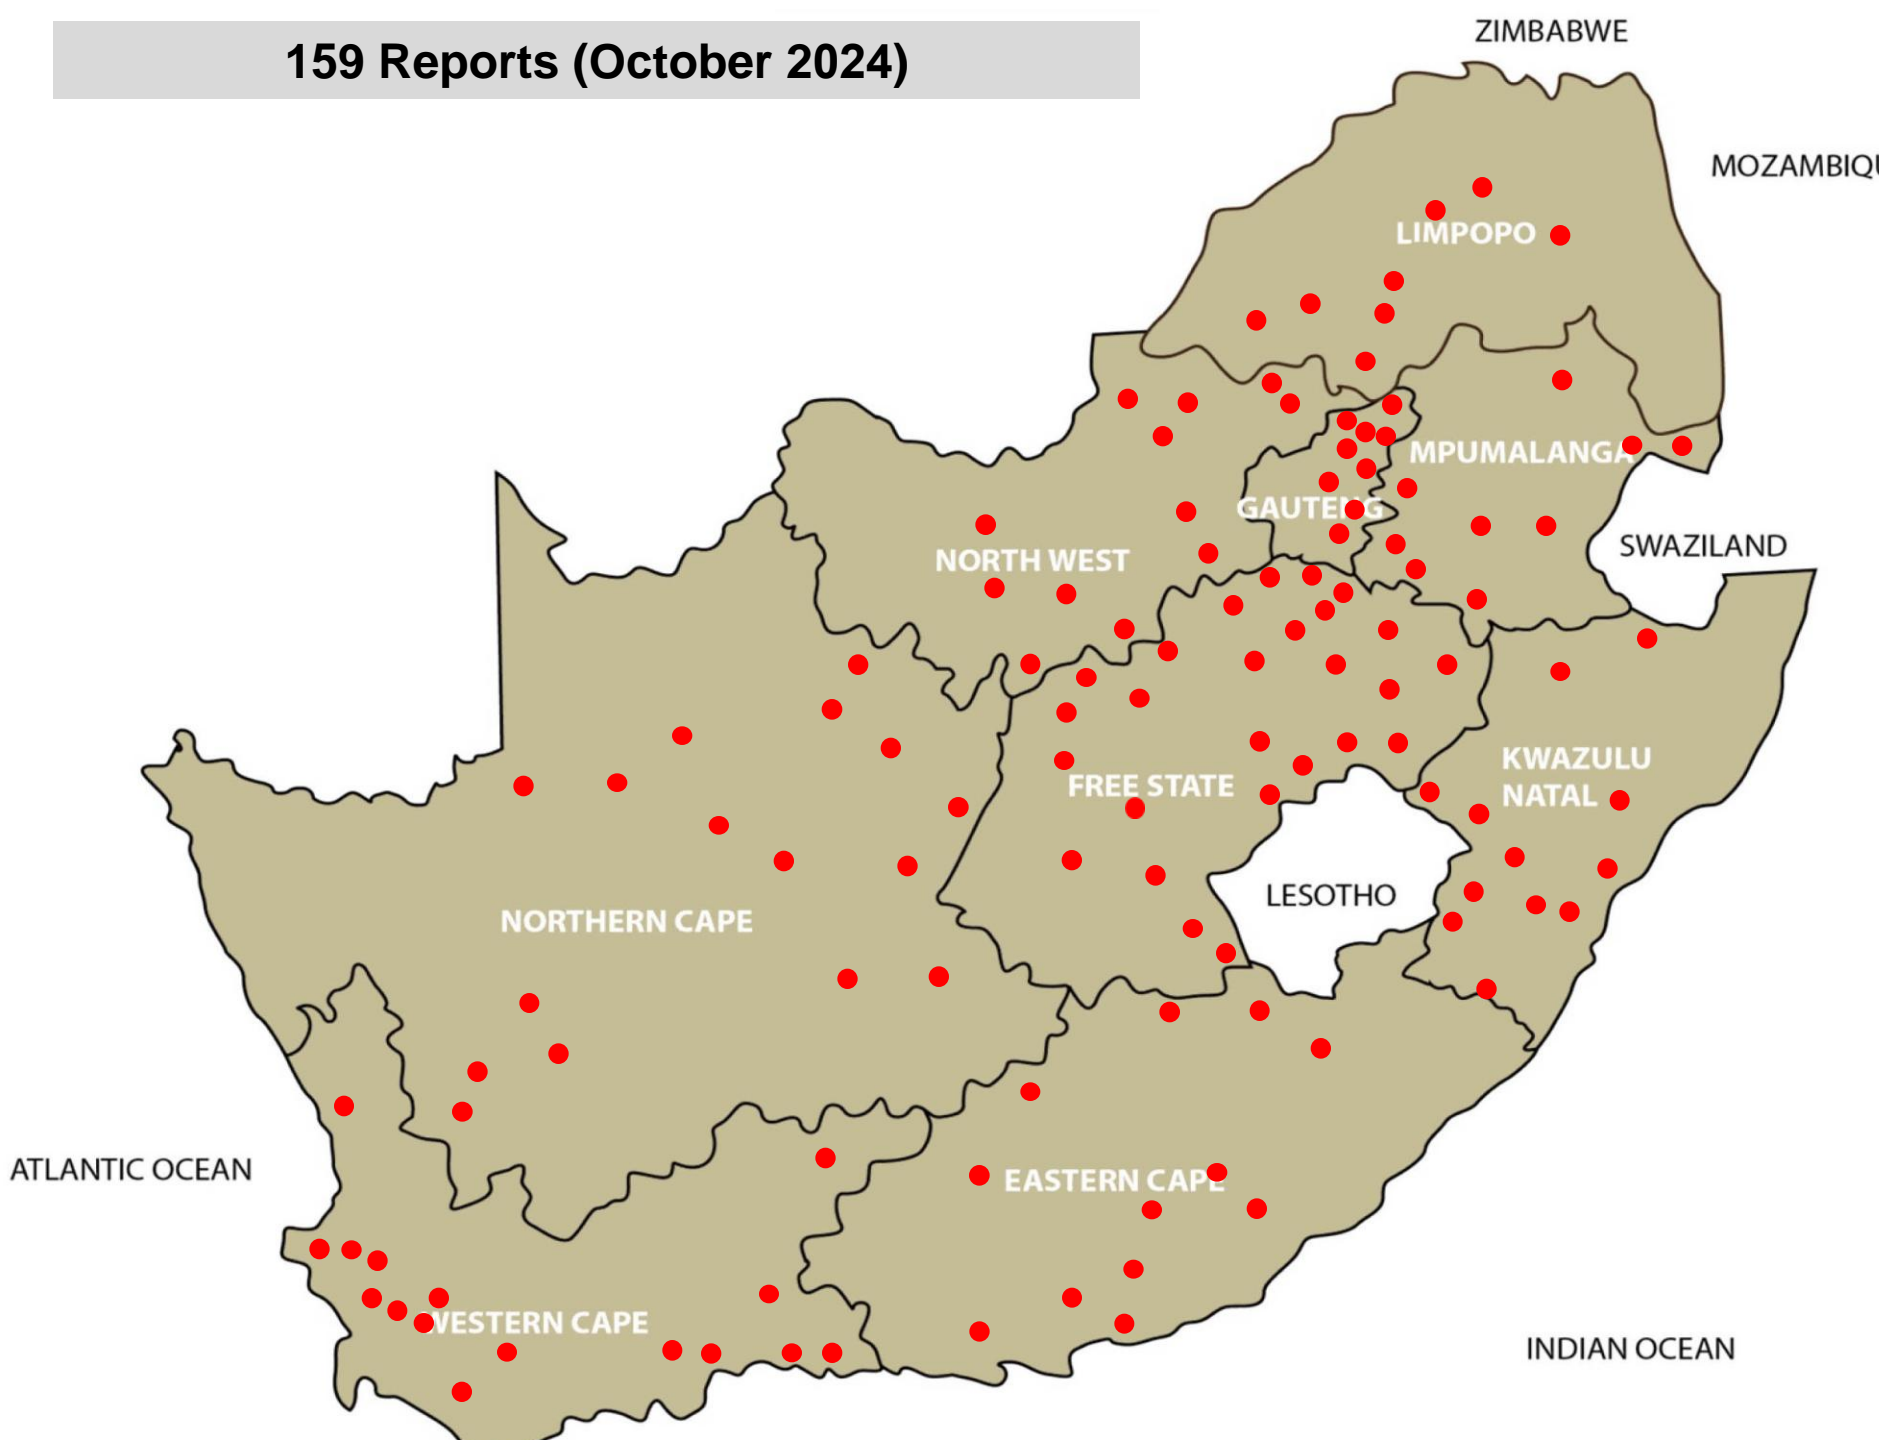 159 Reports (October 2024)
ZIMBABWE
MOZAMBIQU
LIMPOPO
MPUMALANGA
GAUTENG
SWAZILAND
NORTH WEST
KWAZULU
NATAL
FREE STATE
LESOTHO
NORTHERN CAPE
ATLANTIC OCEAN
EASTERN CAPE
WESTERN CAPE
INDIAN OCEAN